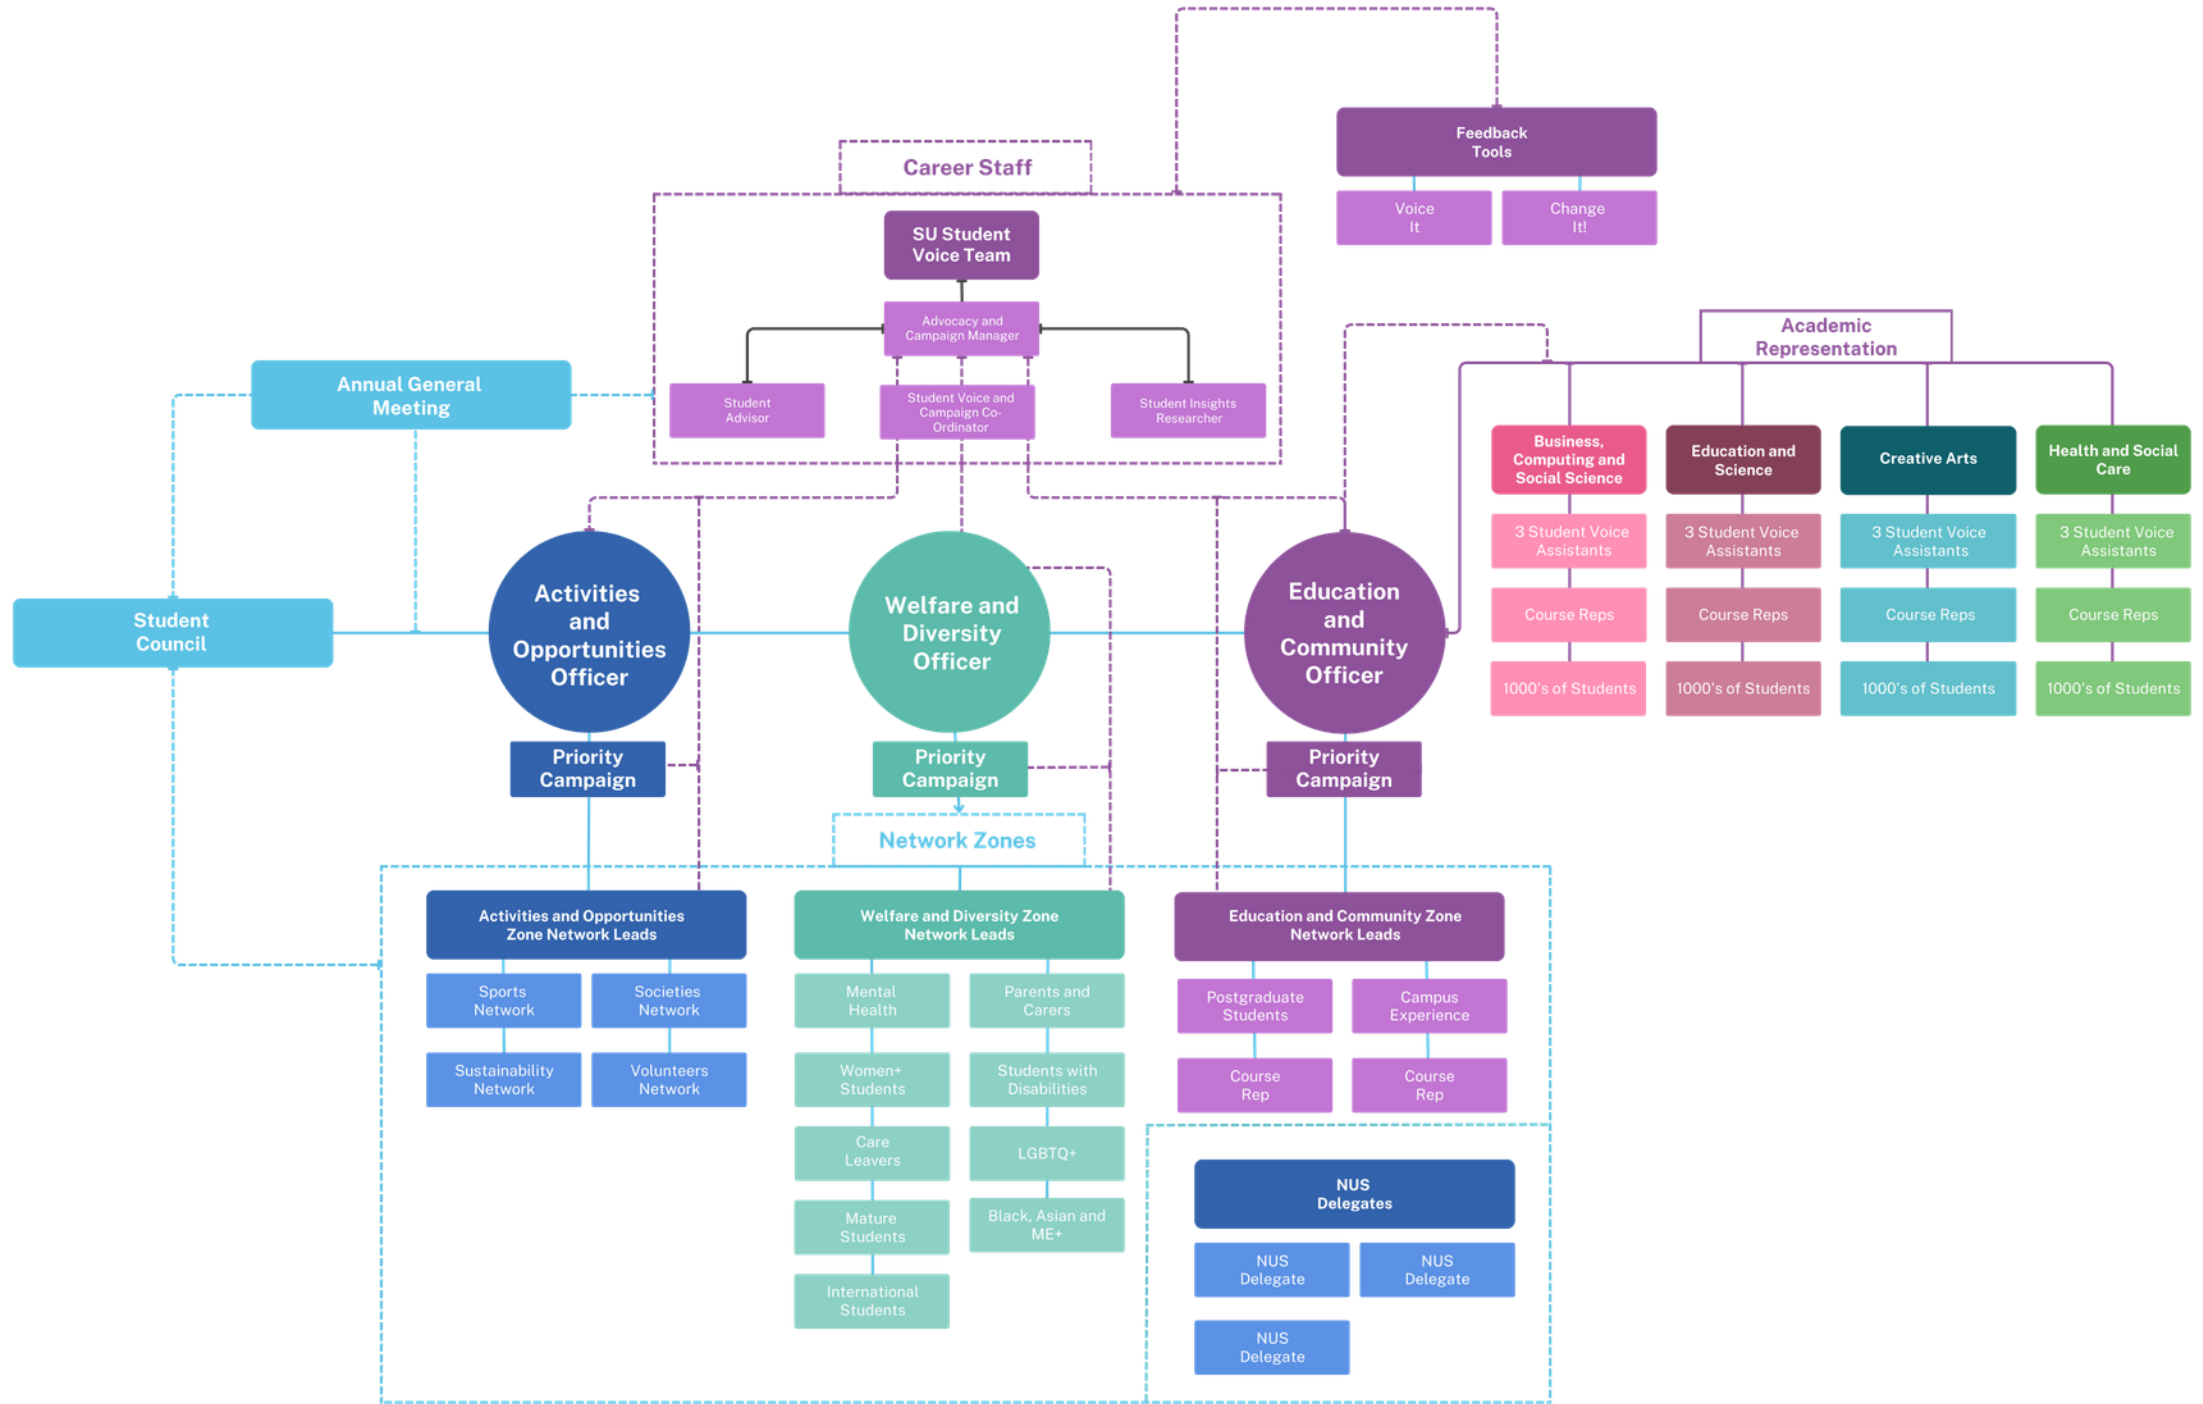 Feedback
Tools
Voice
It
Change
It!
Career Staff
SU Student
Voice Team
Advocacy and
Campaign Manager
Student
Advisor
Student Voice and
Campaign Co-
Ordinator
Student Insights
Researcher
Academic
Representation
Annual General
Meeting
Business,
Computing and
Social Science
Education and
Science
Creative Arts
Health and Social
Care
3 Student Voice
Assistants
3 Student Voice
Assistants
3 Student Voice
Assistants
3 Student Voice
Assistants
Course Reps
Course Reps
Course Reps
Course Reps
1000's of Students
1000's of Students
1000's of Students
1000's of Students
Student
Council
Activities
and
Opportunities
Officer
Welfare and
Diversity
Officer
Education
and
Community
Officer
Priority
Campaign
Priority
Campaign
Priority
Campaign
Network Zones
Activities and Opportunities
Zone Network Leads
Sports
Network
Societies
Network
Sustainability
Network
Volunteers
Network
Welfare and Diversity Zone
Network Leads
Mental
Health
Parents and
Carers
Women+
Students
Students with
Disabilities
Care
Leavers
LGBTQ+
Mature
Students
Black, Asian and
ME+
International
Students
Education and Community Zone
Network Leads
Postgraduate
Students
Campus
Experience
Course
Rep
Course
Rep
NUS
Delegates
NUS
Delegate
NUS
Delegate
NUS
Delegate